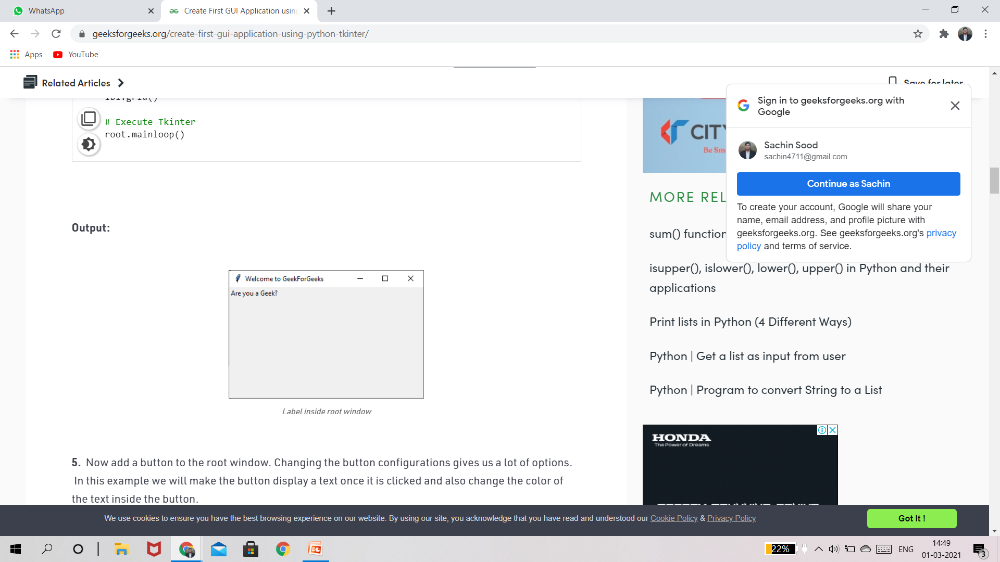 WhatsApp
Create First GUI Application using
geeksforgeeks.org/create-first-gui-application-using-python-tkinter/
Apps
YouTube
Related Articles
Save for later
lbl.grid()
# Execute Tkinter
root.mainloop()
Output:
Welcome to GeekForGeeks
Are you a Geek?
Label inside root window
5. Now add a button to the root window. Changing the button configurations gives us a lot of options.
In this example we will make the button display a text once it is clicked and also change the color of
the text inside the button.
CITY
Be Sm
MORE REL
sum() function
isupper(), islower(), lower(), upper() in Python and their
applications
Print lists in Python (4 Different Ways)
Python | Get a list as input from user
Python | Program to convert String to a List
HONDA
The Power of Dreams
Sign in to geeksforgeeks.org with
Google
Sachin Sood
sachin4711@gmail.com
Continue as Sachin
To create your account, Google will share your
name, email address, and profile picture with
geeksforgeeks.org. See geeksforgeeks.org's privacy
policy and terms of service.
We use cookies to ensure you have the best browsing experience on our website. By using our site, you acknowledge that you have read and understood our Cookie Policy & Privacy Policy
Got It !
22%
ENG
14:49
01-03-2021
3